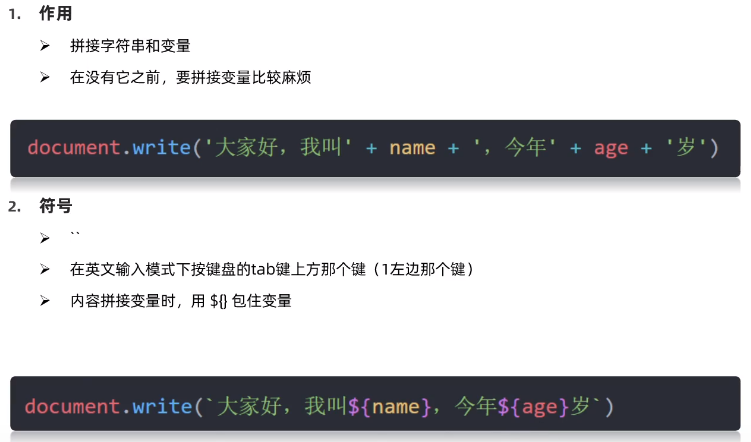 1. 作用
➢ 拼接字符串和变量
➢ 在没有它之前，要拼接变量比较麻烦
document.write('大家好，我叫' + name + '，今年' + age + '岁')
2. 符号
➢ ``
➢ 在英文输入模式下按键盘的tab键上方那个键（1左边那个键）
➢ 内容拼接变量时，用 ${} 包住变量
document.write(`大家好，我叫${name}，今年${age}岁`)